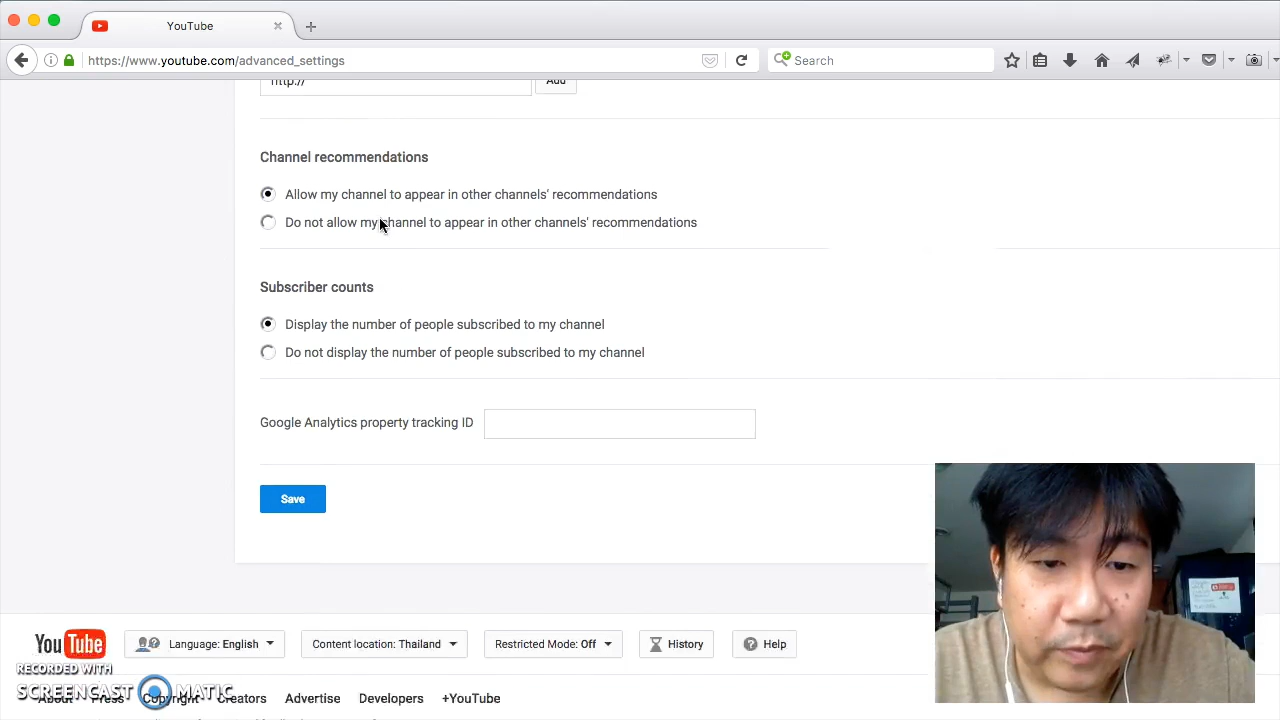 YouTube
https://www.youtube.com/advanced_settings
Search
http://
Add
Channel recommendations
Allow my channel to appear in other channels' recommendations
Do not allow my channel to appear in other channels' recommendations
Subscriber counts
Display the number of people subscribed to my channel
Do not display the number of people subscribed to my channel
Google Analytics property tracking ID
Save
YouTube
Language: English
Content location: Thailand
Restricted Mode: Off
History
Help
RECORDED WITH
SCREENCAST MATIC
About Press Copyright Creators Advertise Developers +YouTube